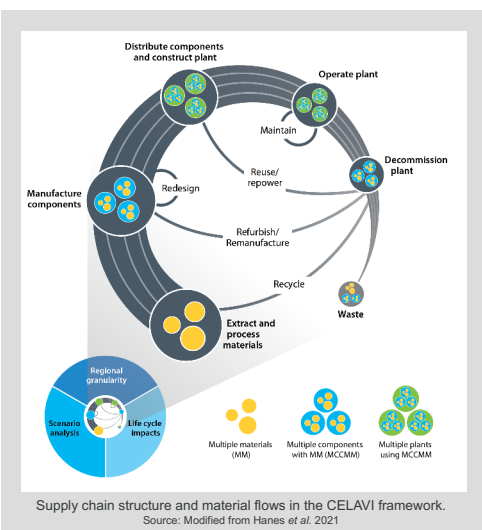 Distribute components
and construct plant
Operate plant
Maintain
Decommission
plant
Reuse/
repower
Redesign
Manufacture
components
Refurbish/
Remanufacture
Recycle
Waste
Extract and
process
materials
Regional
granularity
Scenario
analysis
Life cycle
impacts
Multiple materials
(MM)
Multiple components
with MM (MCCMM)
Multiple plants
using MCCMM
Supply chain structure and material flows in the CELAVI framework.
Source: Modified from Hanes et al. 2021